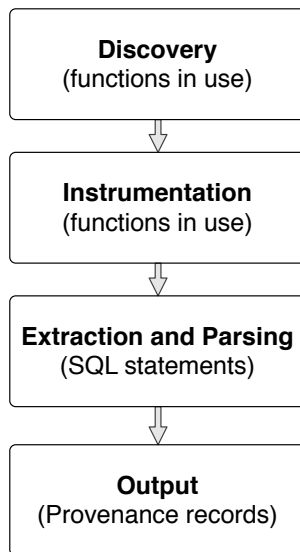 Discovery
(functions in use)
Instrumentation
(functions in use)
Extraction and Parsing
(SQL statements)
Output
(Provenance records)